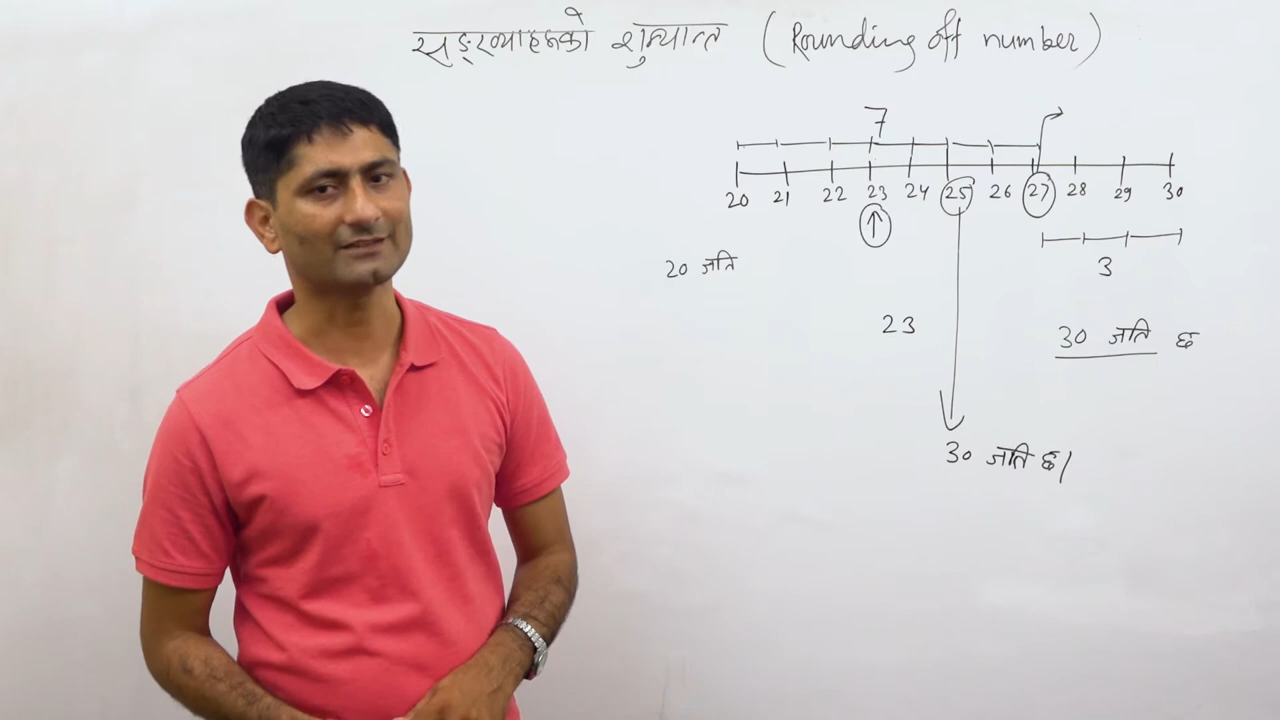 सङ्ख्याहरूको शुन्यान्त (Rounding off number)
7
20 21 22 23 24 25 26 27 28 29 30
3
20 जति
23
30 जति छ
30 जति छ।